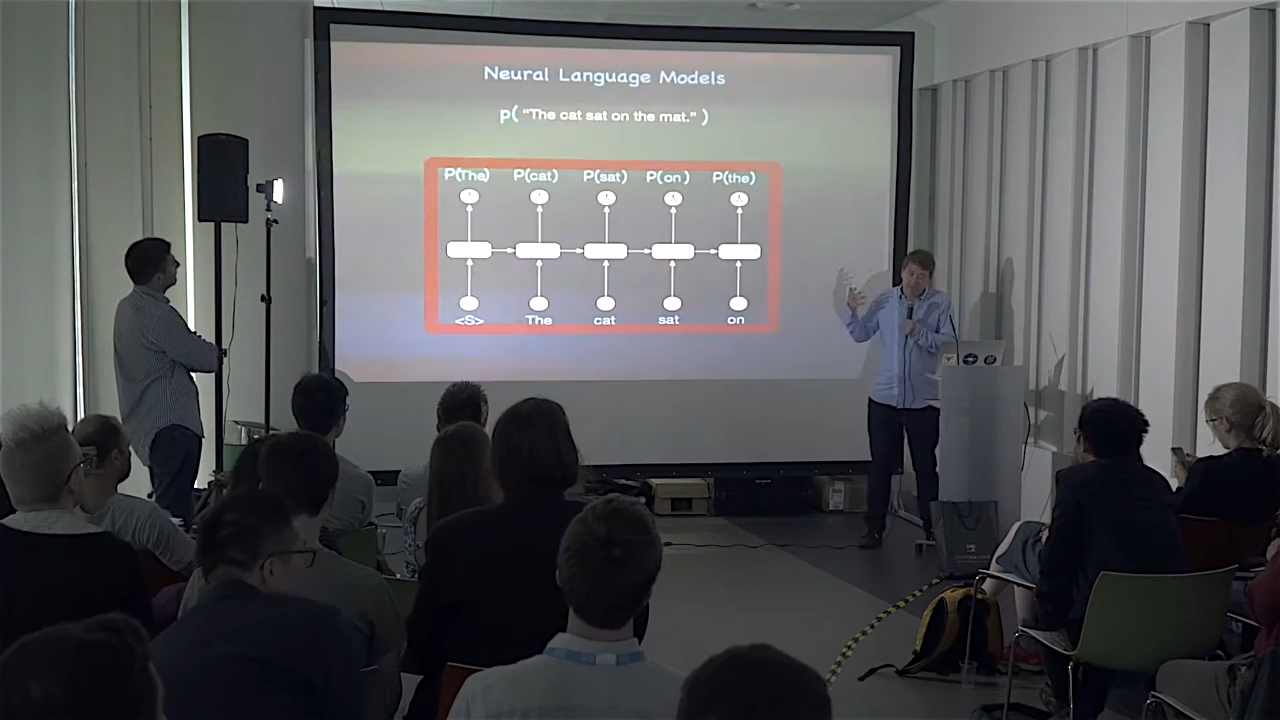 Neural Language Models
p( "The cat sat on the mat." )
P(The) P(cat) P(sat) P(on) P(the)
<S> The cat sat on